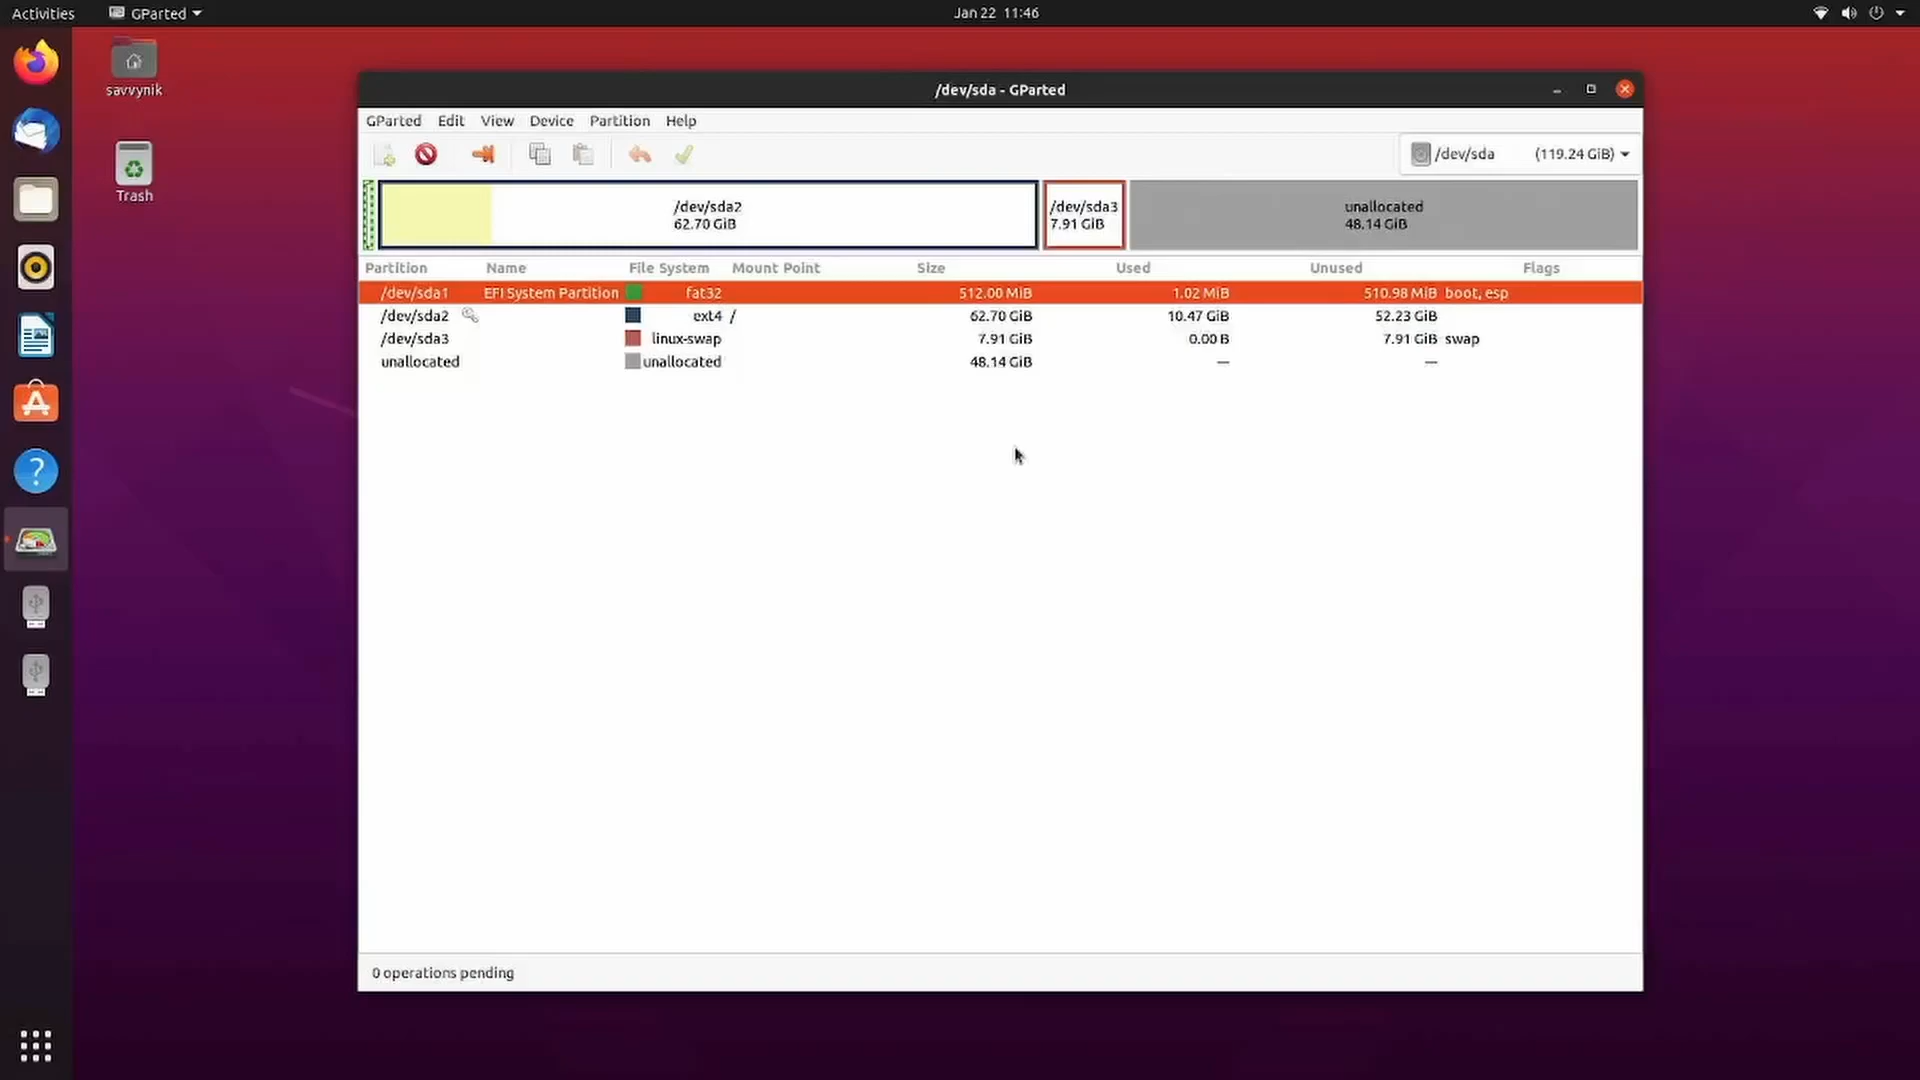 Activities GParted Jan 22 11:46
savvynik
Trash
/dev/sda - GParted
GParted Edit View Device Partition Help
/dev/sda (119.24 GiB)
/dev/sda2
62.70 GiB
/dev/sda3
7.91 GiB
unallocated
48.14 GiB
Partition Name File System Mount Point Size Used Unused Flags
/dev/sda1 EFI System Partition fat32 512.00 MiB 1.02 MiB 510.98 MiB boot, esp
/dev/sda2 ext4 / 62.70 GiB 10.47 GiB 52.23 GiB
/dev/sda3 linux-swap 7.91 GiB 0.00 B 7.91 GiB swap
unallocated unallocated 48.14 GiB — —
0 operations pending